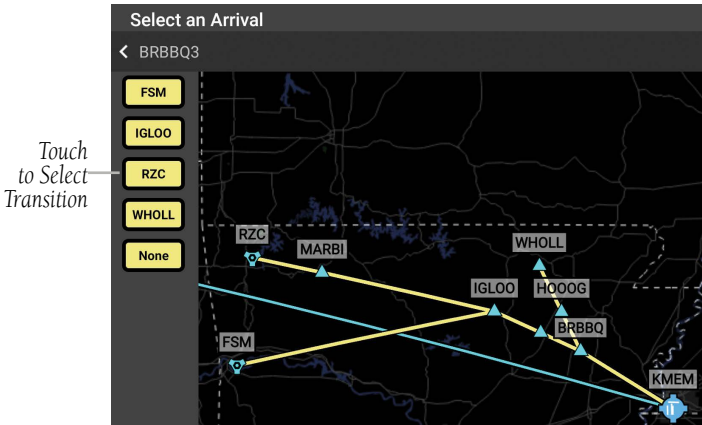 Select an Arrival
BRBBQ3
FSM
IGLOO
RZC
WHOLL
None
Touch
to Select
Transition
RZC
MARBI
WHOLL
IGLOO
HOOOG
BRBBQ
FSM
KMEM